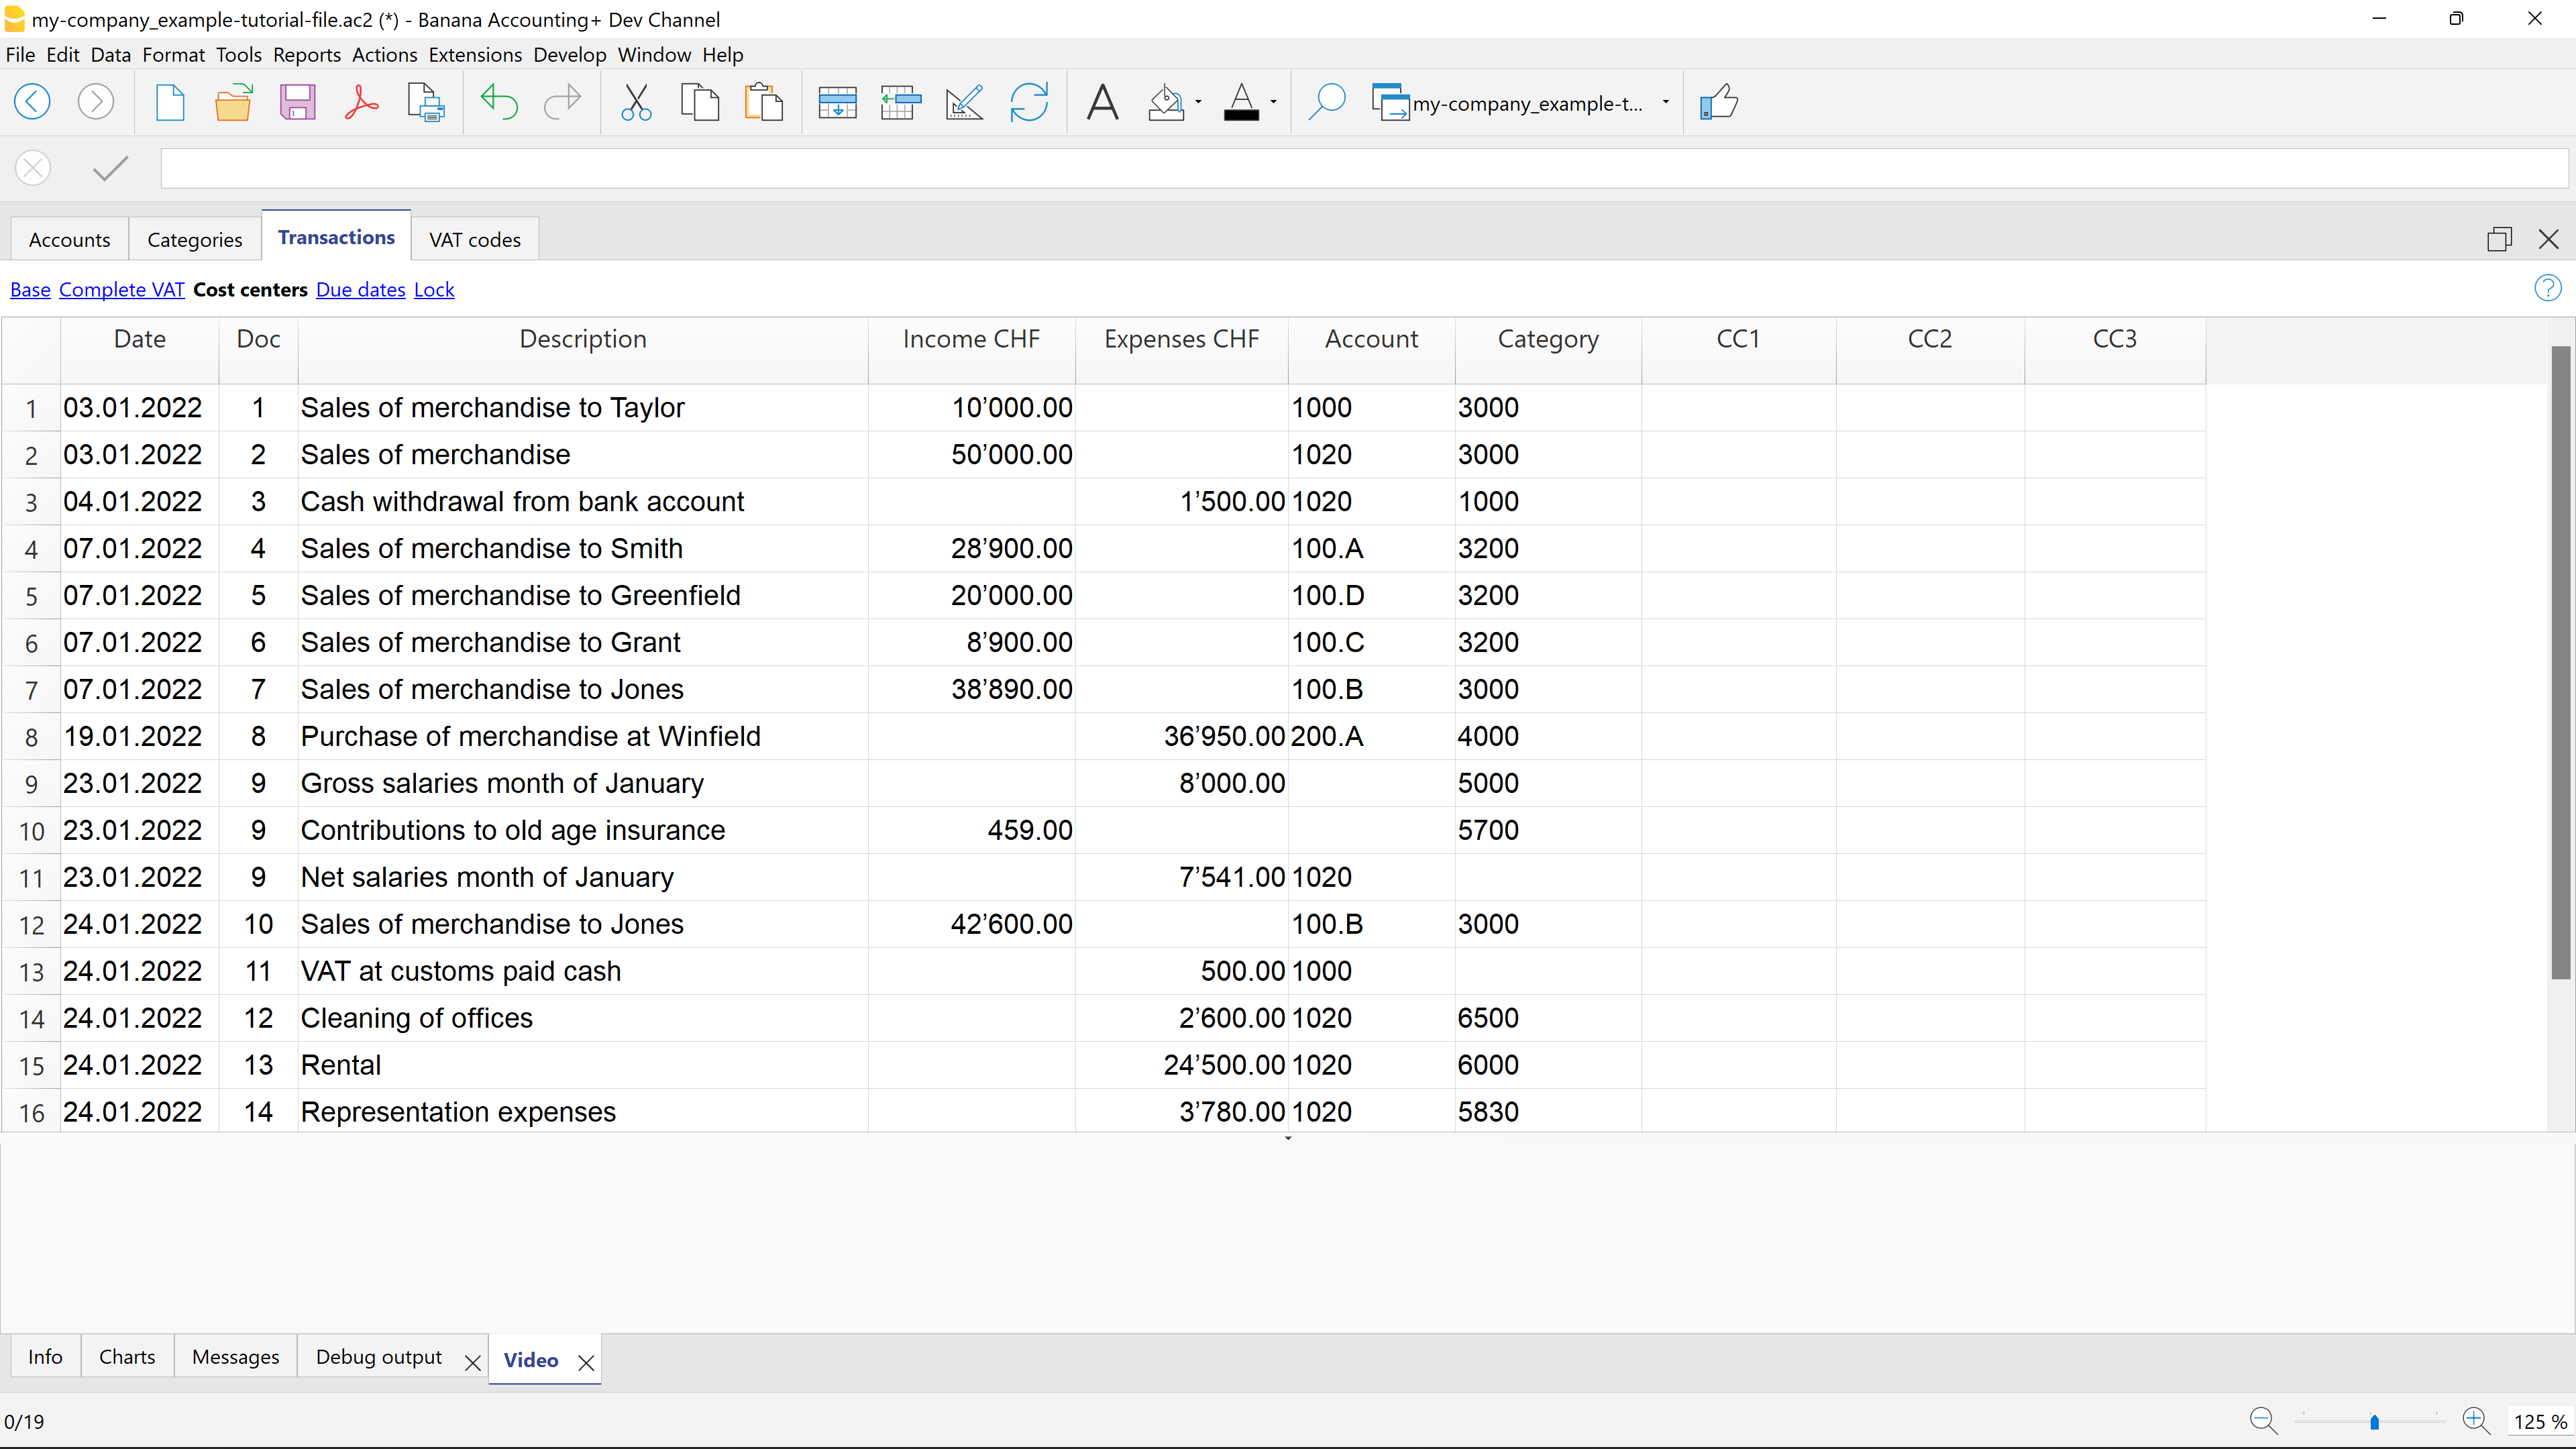 my-company_example-tutorial-file.ac2 (*) - Banana Accounting+ Dev Channel
File Edit Data Format Tools Reports Actions Extensions Develop Window Help
my-company_example-t...
Accounts Categories Transactions VAT codes
Base Complete VAT Cost centers Due dates Lock ?
Date Doc Description Income CHF Expenses CHF Account Category CC1 CC2 CC3
1 03.01.2022 1 Sales of merchandise to Taylor 10’000.00 1000 3000
2 03.01.2022 2 Sales of merchandise 50’000.00 1020 3000
3 04.01.2022 3 Cash withdrawal from bank account 1’500.00 1020 1000
4 07.01.2022 4 Sales of merchandise to Smith 28’900.00 100.A 3200
5 07.01.2022 5 Sales of merchandise to Greenfield 20’000.00 100.D 3200
6 07.01.2022 6 Sales of merchandise to Grant 8’900.00 100.C 3200
7 07.01.2022 7 Sales of merchandise to Jones 38’890.00 100.B 3000
8 19.01.2022 8 Purchase of merchandise at Winfield 36’950.00 200.A 4000
9 23.01.2022 9 Gross salaries month of January 8’000.00 5000
10 23.01.2022 9 Contributions to old age insurance 459.00 5700
11 23.01.2022 9 Net salaries month of January 7’541.00 1020
12 24.01.2022 10 Sales of merchandise to Jones 42’600.00 100.B 3000
13 24.01.2022 11 VAT at customs paid cash 500.00 1000
14 24.01.2022 12 Cleaning of offices 2’600.00 1020 6500
15 24.01.2022 13 Rental 24’500.00 1020 6000
16 24.01.2022 14 Representation expenses 3’780.00 1020 5830
Info Charts Messages Debug output Video
0/19 125 %